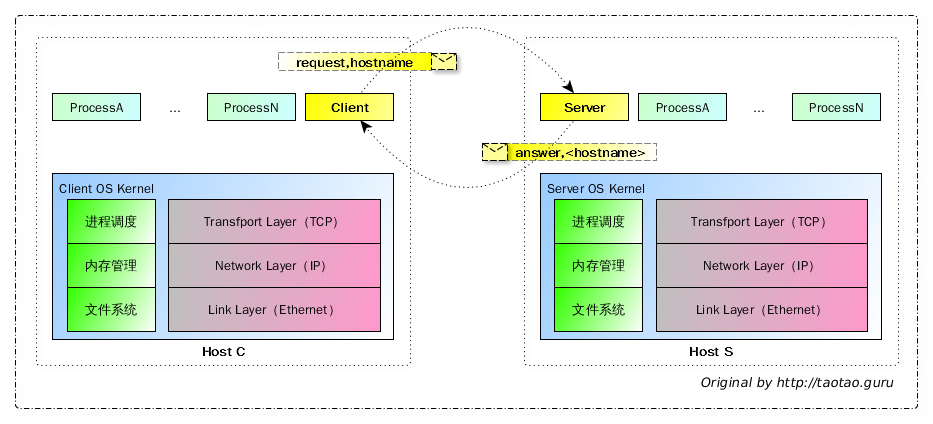 request,hostname
ProcessA
...
ProcessN
Client
Server
ProcessA
...
ProcessN
answer,<hostname>
Client OS Kernel
进程调度
Transfport Layer（TCP）
内存管理
Network Layer（IP）
文件系统
Link Layer（Ethernet）
Host C
Server OS Kernel
进程调度
Transfport Layer（TCP）
内存管理
Network Layer（IP）
文件系统
Link Layer（Ethernet）
Host S
Original by http://taotao.guru